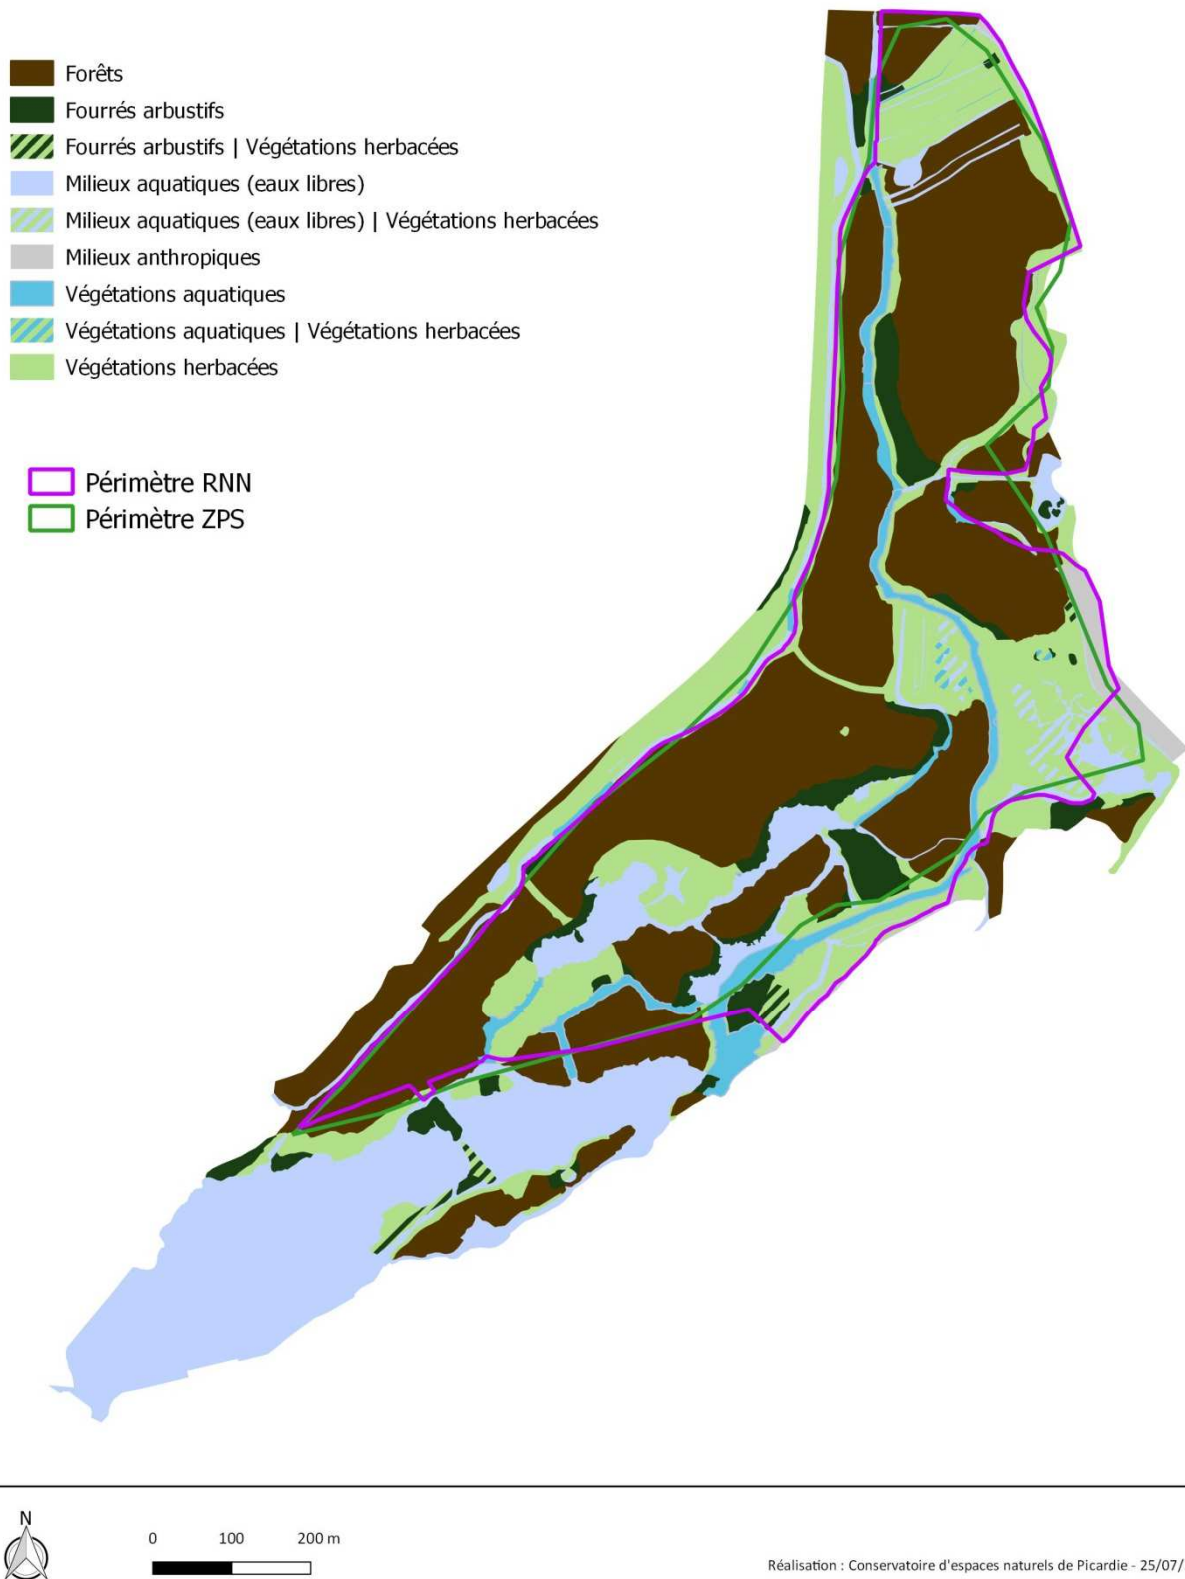 Forêts
Fourrés arbustifs
Fourrés arbustifs | Végétations herbacées
Milieux aquatiques (eaux libres)
Milieux aquatiques (eaux libres) | Végétations herbacées
Milieux anthropiques
Végétations aquatiques
Végétations aquatiques | Végétations herbacées
Végétations herbacées
Périmètre RNN
Périmètre ZPS
N
0 100 200 m
Réalisation : Conservatoire d'espaces naturels de Picardie - 25/07/